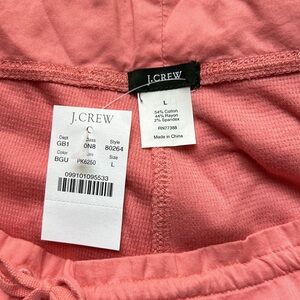 J.CREW
L
54% Cotton
44% Rayon
2% Spandex
RN77388
Made in China
J.CREW
Dept Class Style
GB1 0N8 80264
Color Size
BGU PK6250 L
099101095533